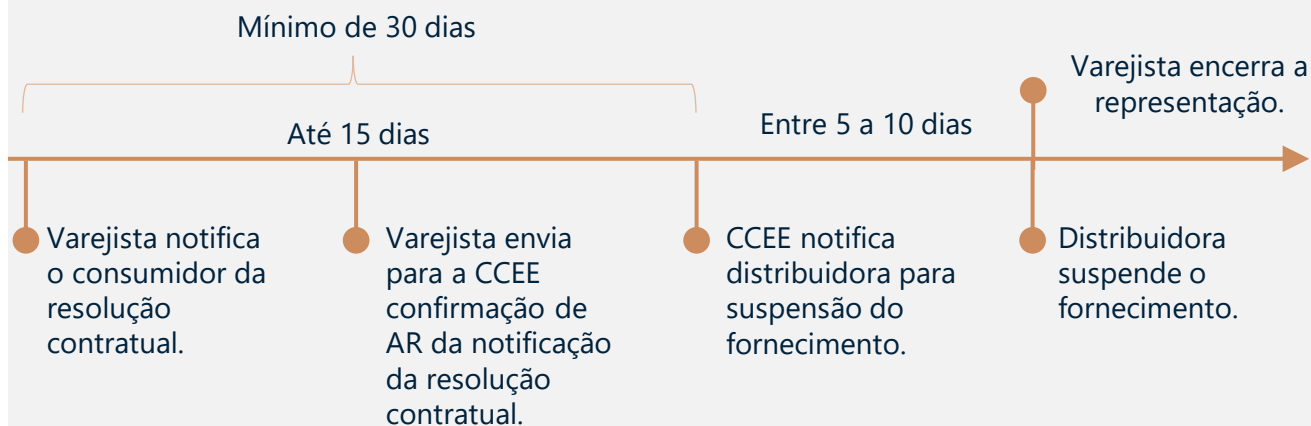 Mínimo de 30 dias
Até 15 dias
Entre 5 a 10 dias
Varejista encerra a
representação.
Varejista notifica
o consumidor da
resolução
contratual.
Varejista envia
para a CCEE
confirmação de
AR da notificação
da resolução
contratual.
CCEE notifica
distribuidora para
suspensão do
fornecimento.
Distribuidora
suspende o
fornecimento.